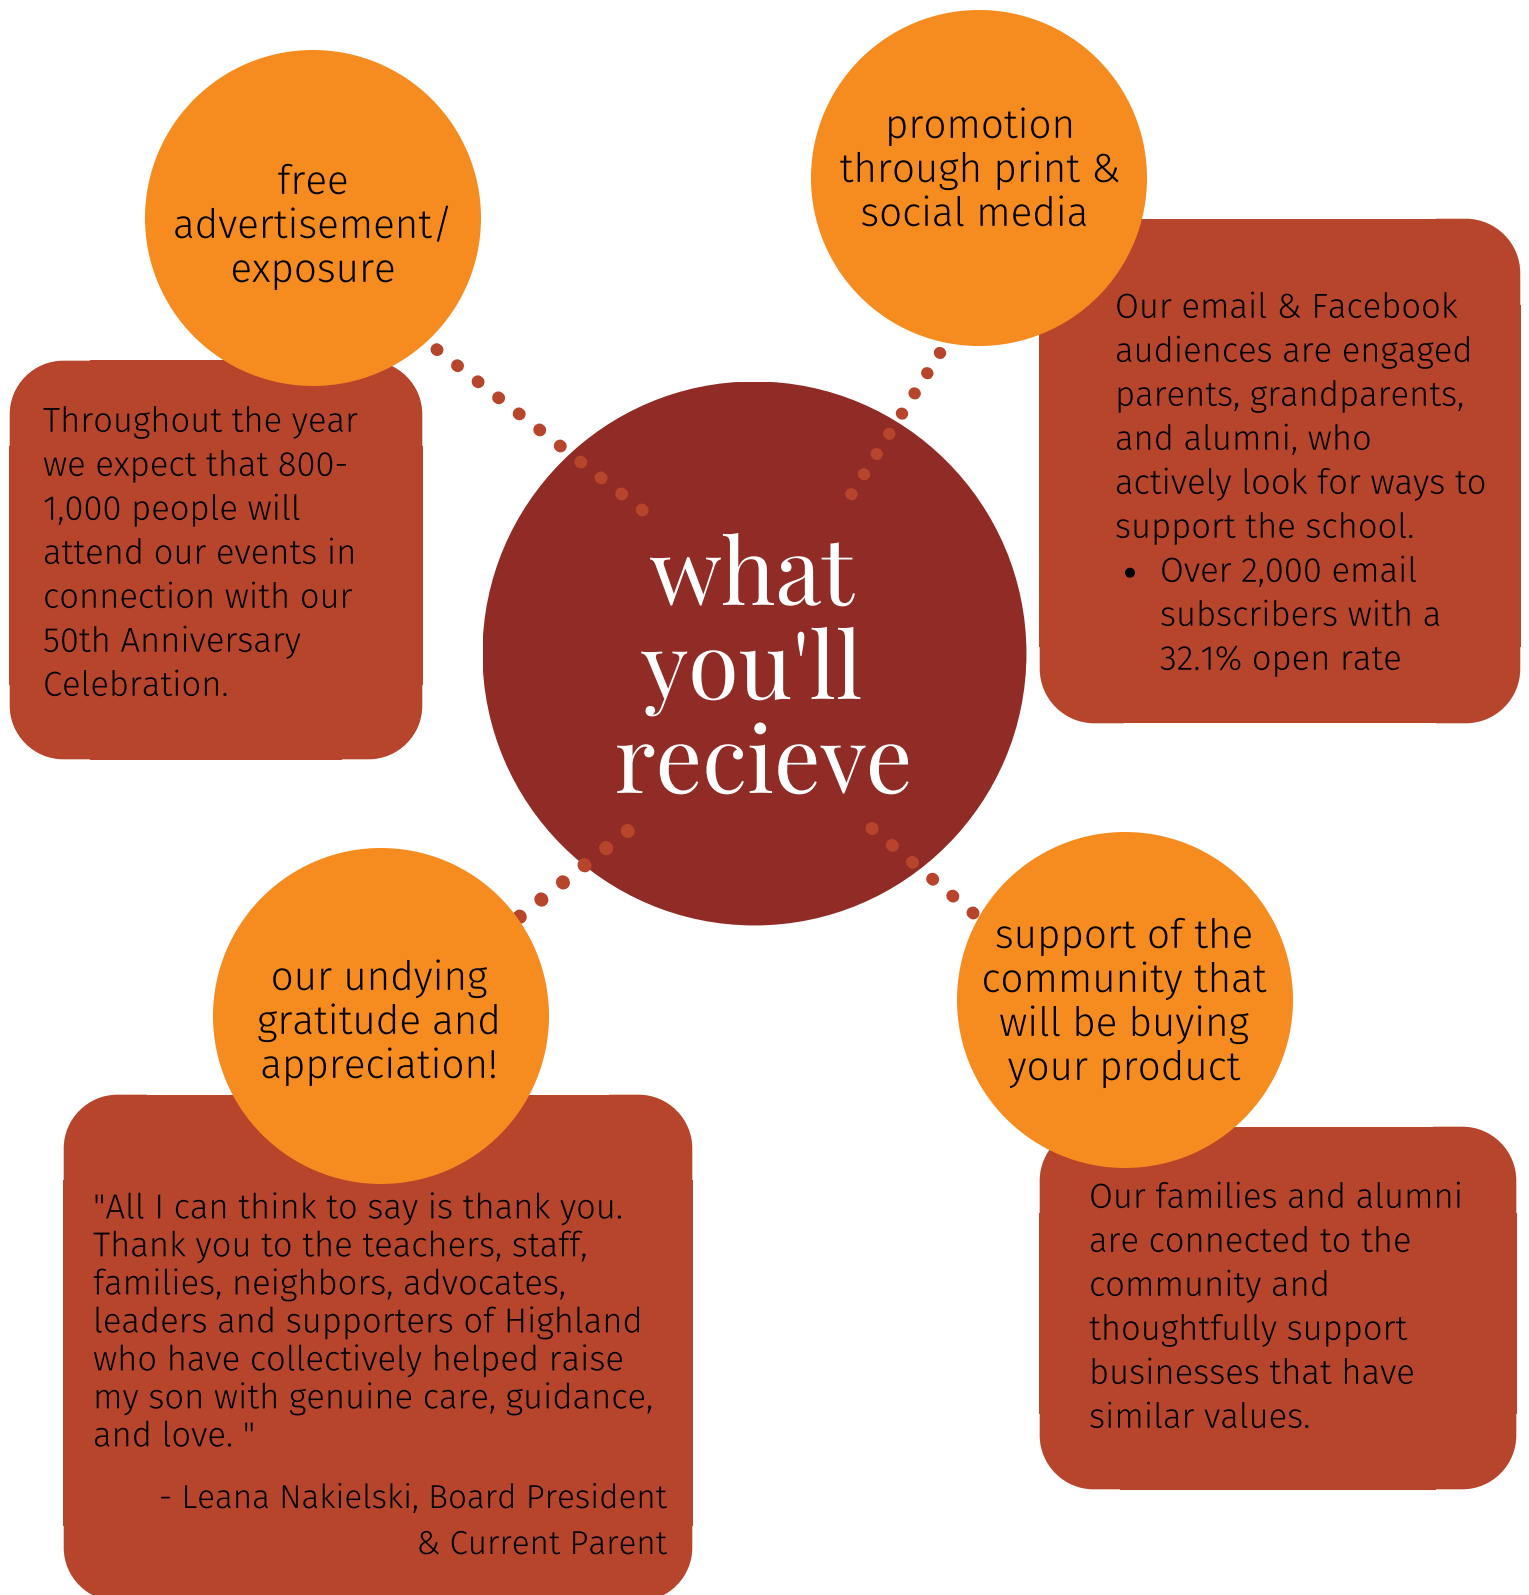 free
advertisement/
exposure
Throughout the year
we expect that 800-
1,000 people will
attend our events in
connection with our
50th Anniversary
Celebration.
promotion
through print &
social media
Our email & Facebook
audiences are engaged
parents, grandparents,
and alumni, who
actively look for ways to
support the school.
• Over 2,000 email
subscribers with a
32.1% open rate
what
you'll
recieve
our undying
gratitude and
appreciation!
"All I can think to say is thank you.
Thank you to the teachers, staff,
families, neighbors, advocates,
leaders and supporters of Highland
who have collectively helped raise
my son with genuine care, guidance,
and love. "
- Leana Nakielski, Board President
& Current Parent
support of the
community that
will be buying
your product
Our families and alumni
are connected to the
community and
thoughtfully support
businesses that have
similar values.